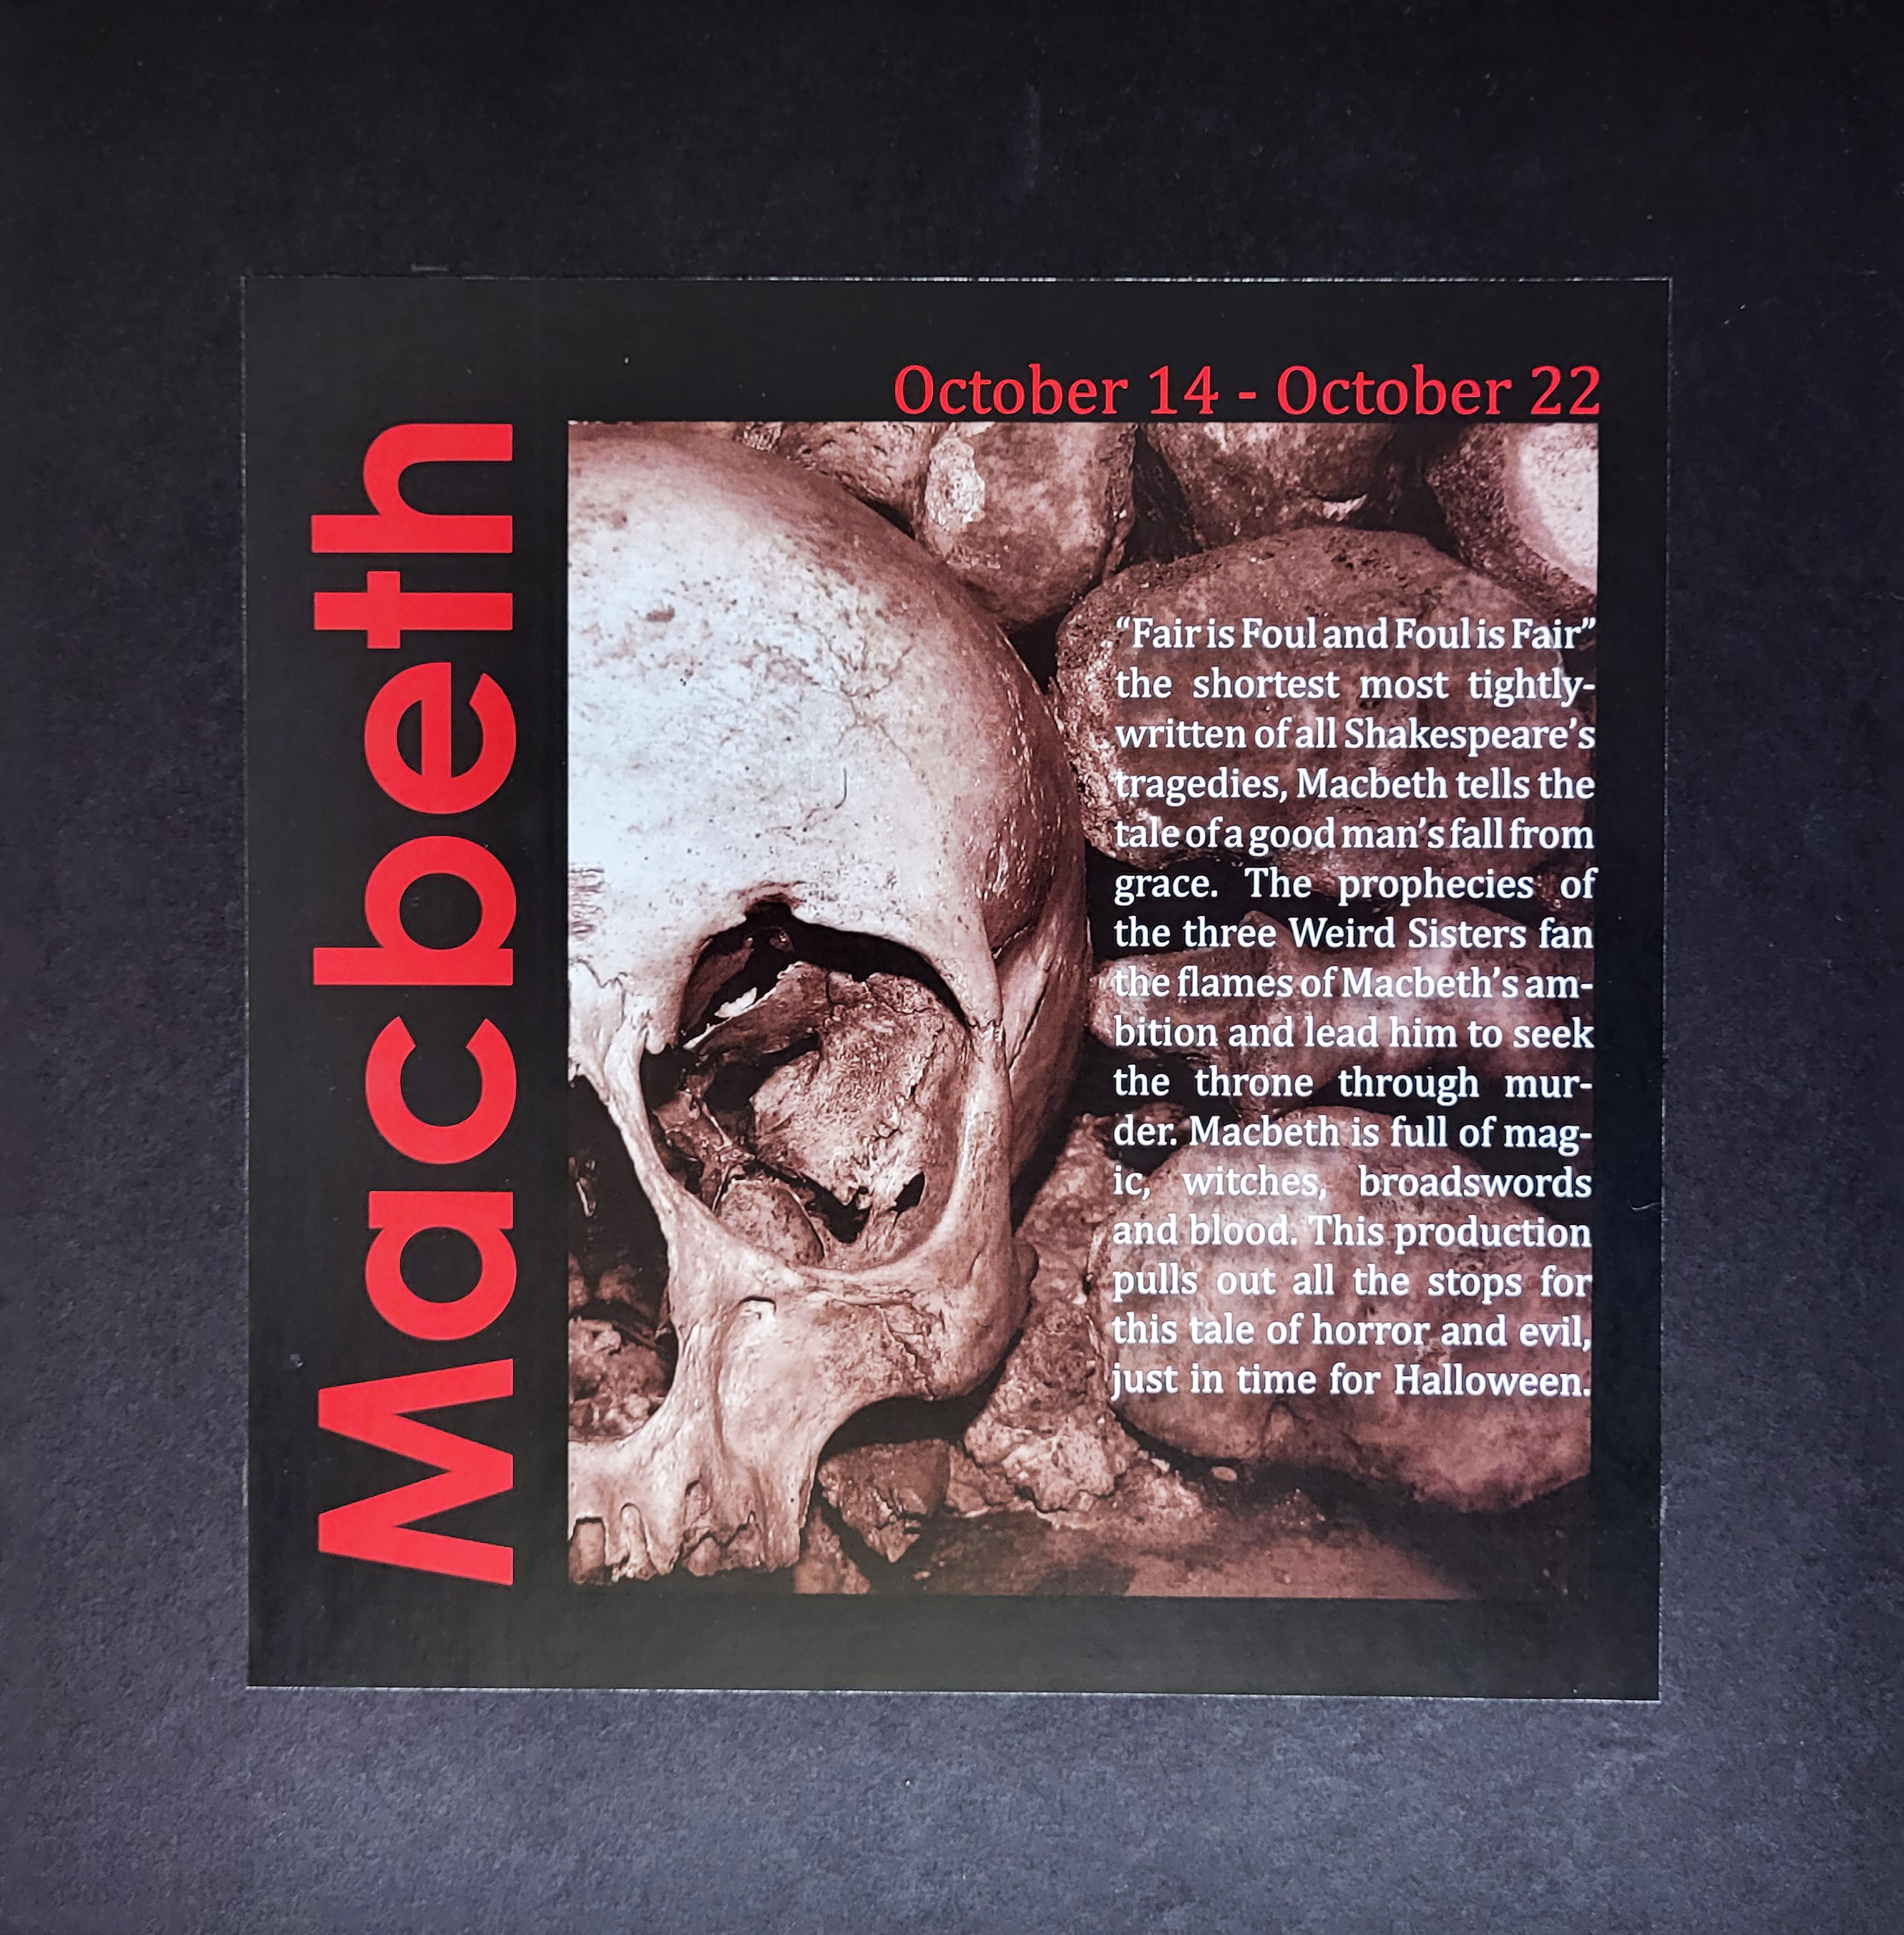 Macbeth
October 14 - October 22
“Fair is Foul and Foul is Fair”
the shortest most tightly-
written of all Shakespeare’s
tragedies, Macbeth tells the
tale of a good man’s fall from
grace. The prophecies of
the three Weird Sisters fan
the flames of Macbeth’s am-
bition and lead him to seek
the throne through mur-
der. Macbeth is full of mag-
ic, witches, broadswords
and blood. This production
pulls out all the stops for
this tale of horror and evil,
just in time for Halloween.